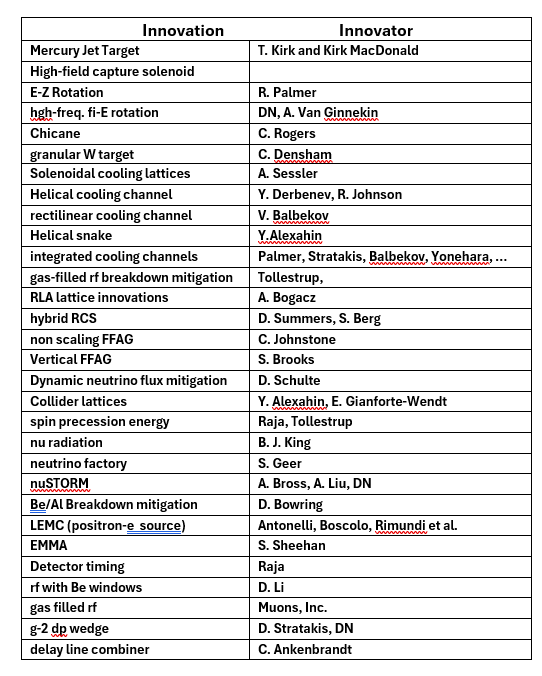 Innovation Innovator
Mercury Jet Target T. Kirk and Kirk MacDonald
High-field capture solenoid
E-Z Rotation R. Palmer
hgh-freq. fi-E rotation DN, A. Van Ginnekin
Chicane C. Rogers
granular W target C. Densham
Solenoidal cooling lattices A. Sessler
Helical cooling channel Y. Derbenev, R. Johnson
rectilinear cooling channel V. Balbekov
Helical snake Y.Alexahin
integrated cooling channels Palmer, Stratakis, Balbekov, Yonehara, ...
gas-filled rf breakdown mitigation Tollestrup,
RLA lattice innovations A. Bogacz
hybrid RCS D. Summers, S. Berg
non scaling FFAG C. Johnstone
Vertical FFAG S. Brooks
Dynamic neutrino flux mitigation D. Schulte
Collider lattices Y. Alexahin, E. Gianforte-Wendt
spin precession energy Raja, Tollestrup
nu radiation B. J. King
neutrino factory S. Geer
nuSTORM A. Bross, A. Liu, DN
Be/Al Breakdown mitigation D. Bowring
LEMC (positron-e source) Antonelli, Boscolo, Rimundi et al.
EMMA S. Sheehan
Detector timing Raja
rf with Be windows D. Li
gas filled rf Muons, Inc.
g-2 dp wedge D. Stratakis, DN
delay line combiner C. Ankenbrandt